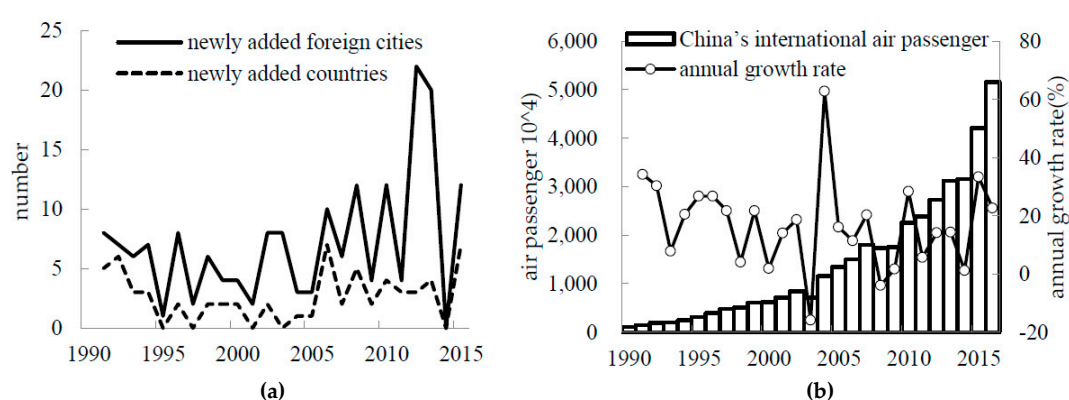 25
20
15
10
5
0
number
newly added foreign cities
newly added countries
1990 1995 2000 2005 2010 2015
(a)
6,000
5,000
4,000
3,000
2,000
1,000
0
air passenger 10^4)
China's international air passenger
annual growth rate
80
60
40
20
0
-20
annual growth rate(%)
1990 1995 2000 2005 2010 2015
(b)